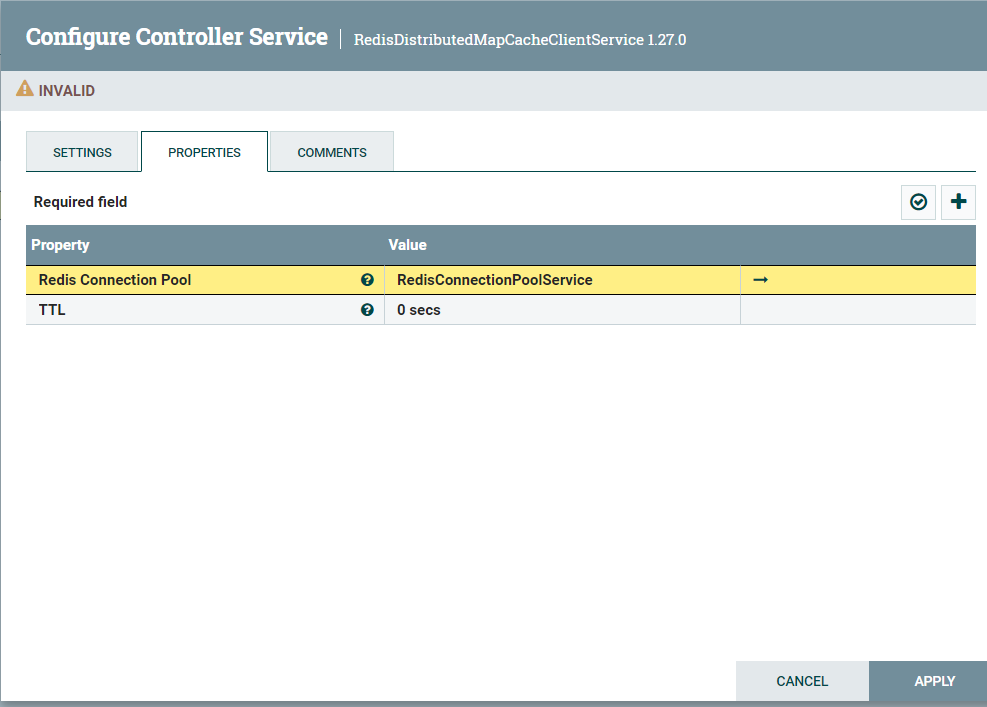 Configure Controller Service | RedisDistributedMapCacheClientService 1.27.0
INVALID
SETTINGS PROPERTIES COMMENTS
Required field
Property Value
Redis Connection Pool RedisConnectionPoolService
TTL 0 secs
CANCEL APPLY